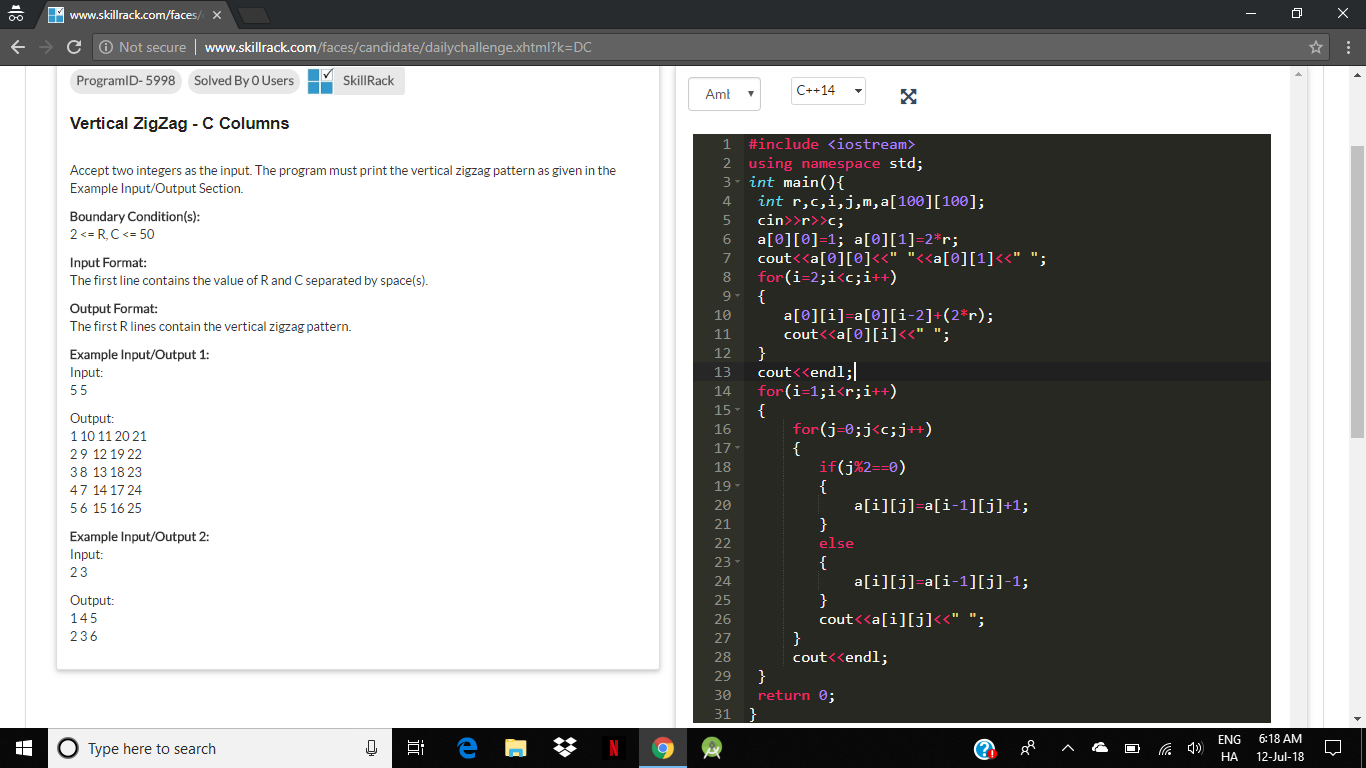 www.skillrack.com/faces/
Not secure | www.skillrack.com/faces/candidate/dailychallenge.xhtml?k=DC
ProgramID- 5998 Solved By 0 Users SkillRack
Vertical ZigZag - C Columns
Accept two integers as the input. The program must print the vertical zigzag pattern as given in the
Example Input/Output Section.
Boundary Condition(s):
2 <= R, C <= 50
Input Format:
The first line contains the value of R and C separated by space(s).
Output Format:
The first R lines contain the vertical zigzag pattern.
Example Input/Output 1:
Input:
5 5
Output:
1 10 11 20 21
2 9 12 19 22
3 8 13 18 23
4 7 14 17 24
5 6 15 16 25
Example Input/Output 2:
Input:
2 3
Output:
1 4 5
2 3 6
C++14
1 #include <iostream>
2 using namespace std;
3 int main(){
4 int r,c,i,j,m,a[100][100];
5 cin>>r>>c;
6 a[0][0]=1; a[0][1]=2*r;
7 cout<<a[0][0]<<" "<<a[0][1]<<" ";
8 for(i=2;i<c;i++)
9 {
10 a[0][i]=a[0][i-2]+(2*r);
11 cout<<a[0][i]<<" ";
12 }
13 cout<<endl;
14 for(i=1;i<r;i++)
15 {
16 for(j=0;j<c;j++)
17 {
18 if(j%2==0)
19 {
20 a[i][j]=a[i-1][j]+1;
21 }
22 else
23 {
24 a[i][j]=a[i-1][j]-1;
25 }
26 cout<<a[i][j]<<" ";
27 }
28 cout<<endl;
29 }
30 return 0;
31 }
Type here to search
ENG 6:18 AM
HA 12-Jul-18